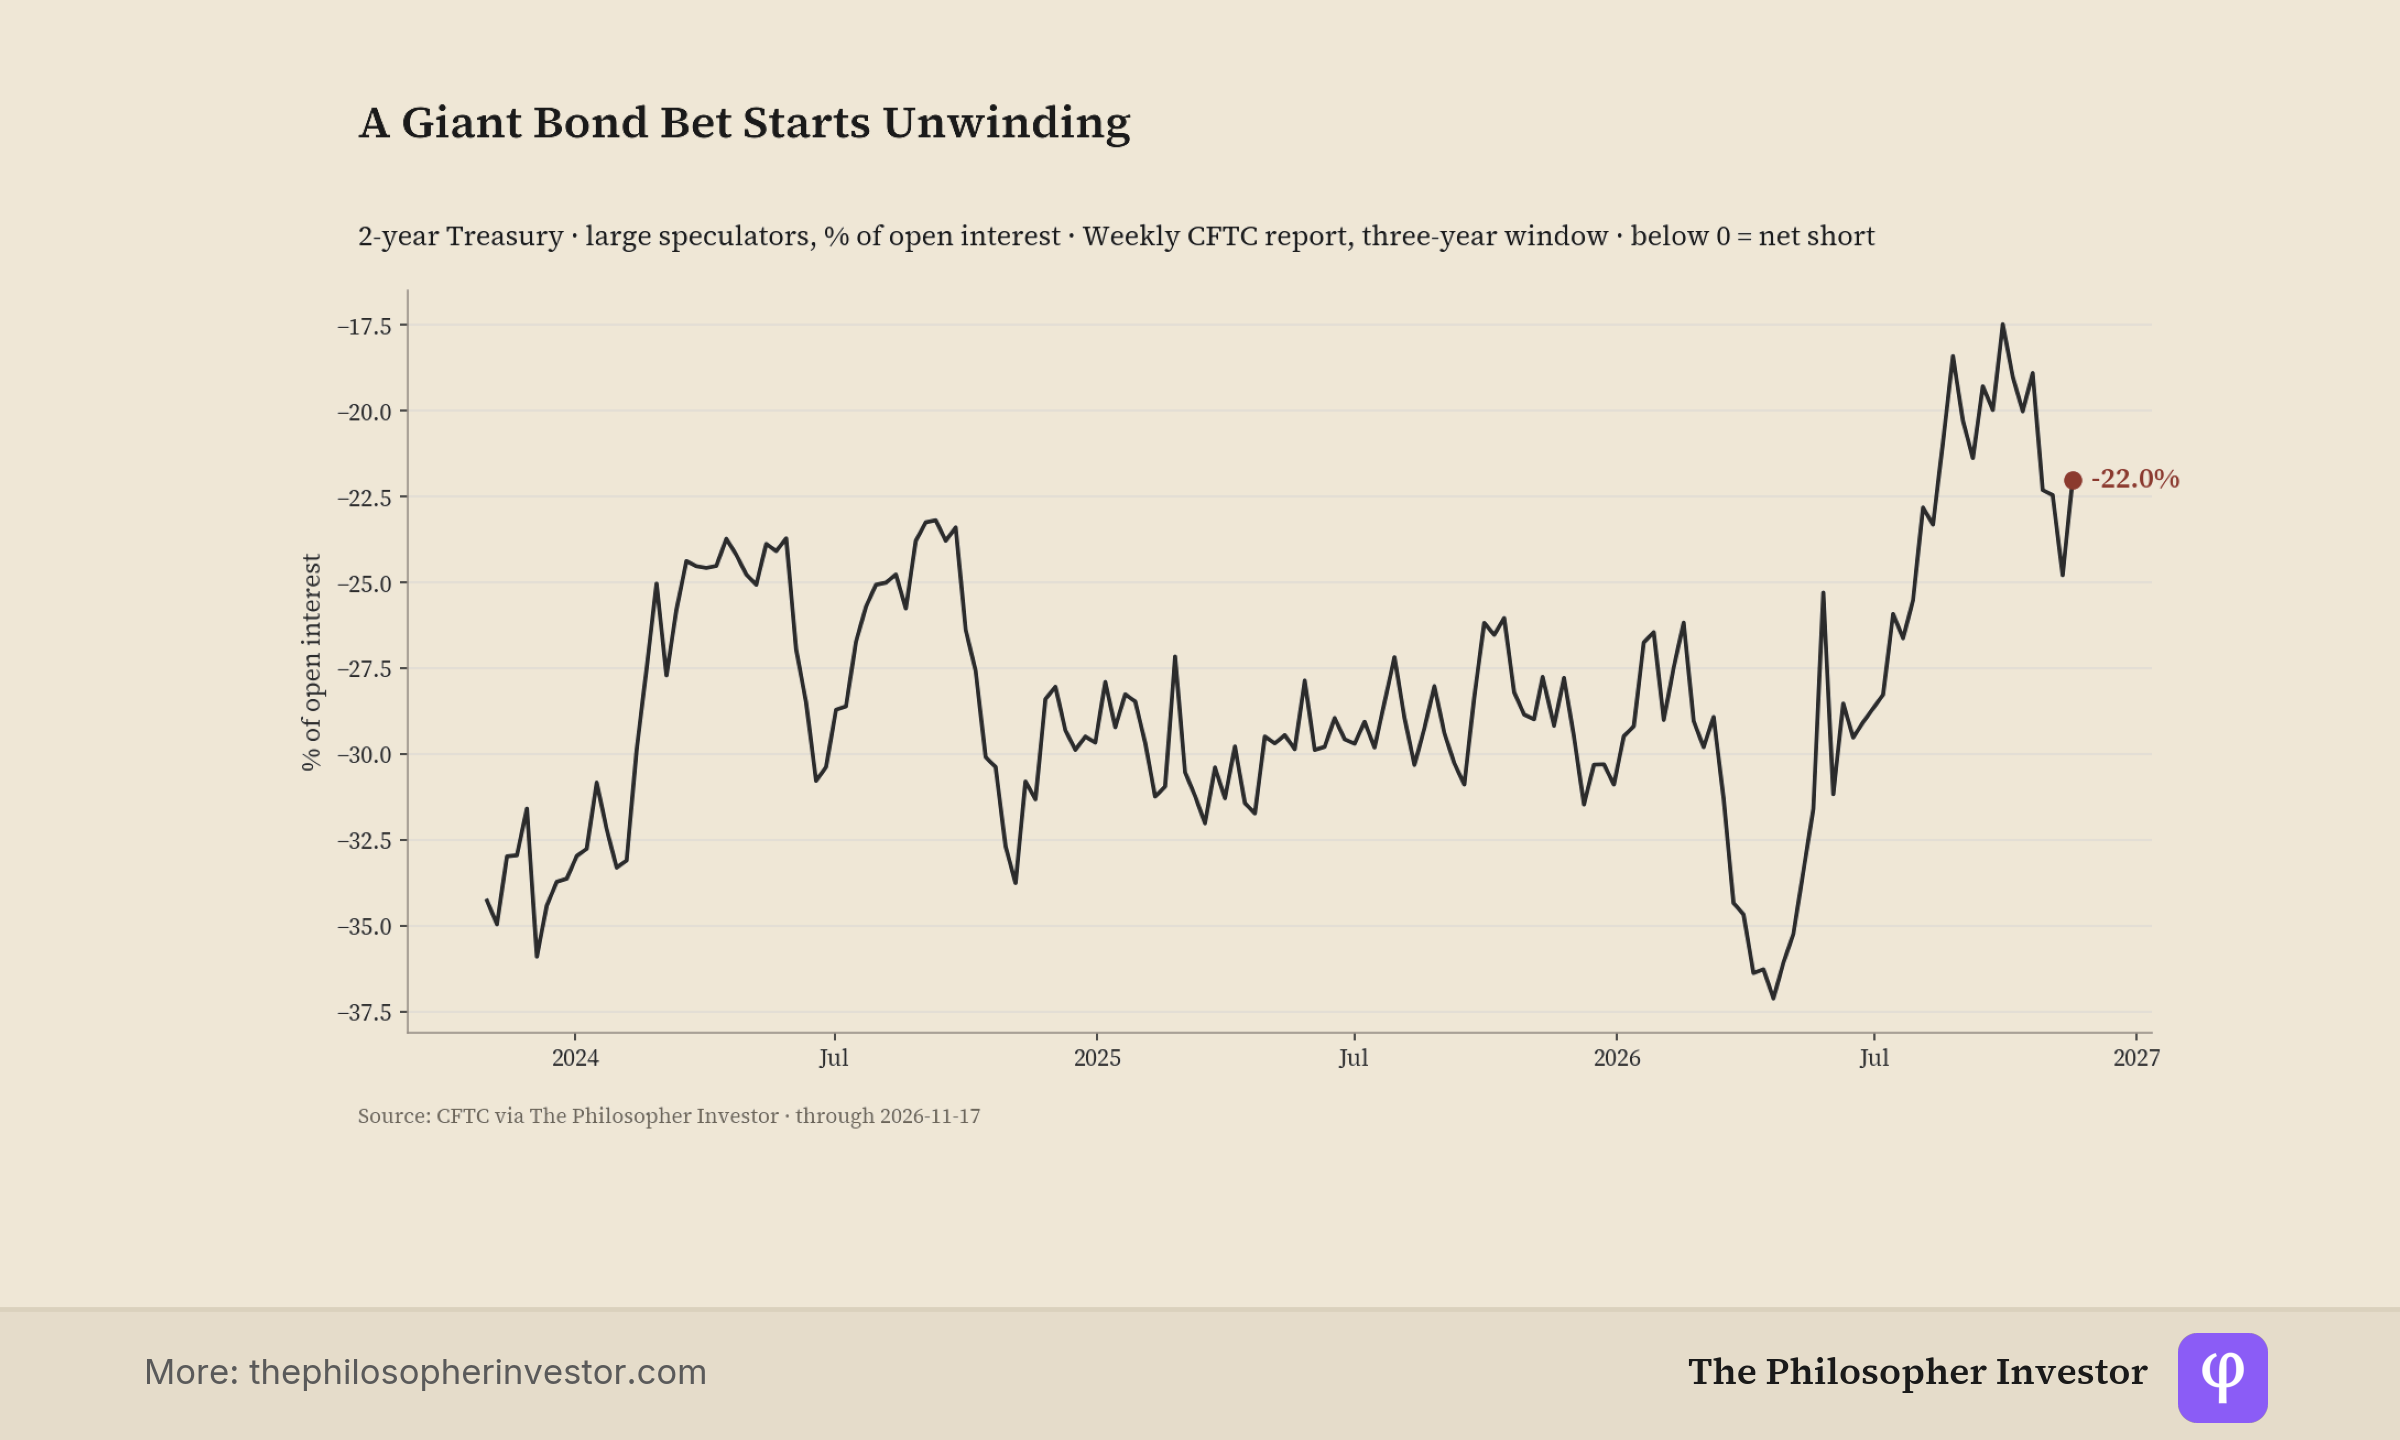 A Giant Bond Bet Starts Unwinding
2-year Treasury · large speculators, % of open interest · Weekly CFTC report, three-year window · below 0 = net short
% of open interest
−17.5
−20.0
−22.5
−25.0
−27.5
−30.0
−32.5
−35.0
−37.5
-22.0%
2024
Jul
2025
Jul
2026
Jul
2027
Source: CFTC via The Philosopher Investor · through 2026-11-17
More: thephilosopherinvestor.com
The Philosopher Investor
φ